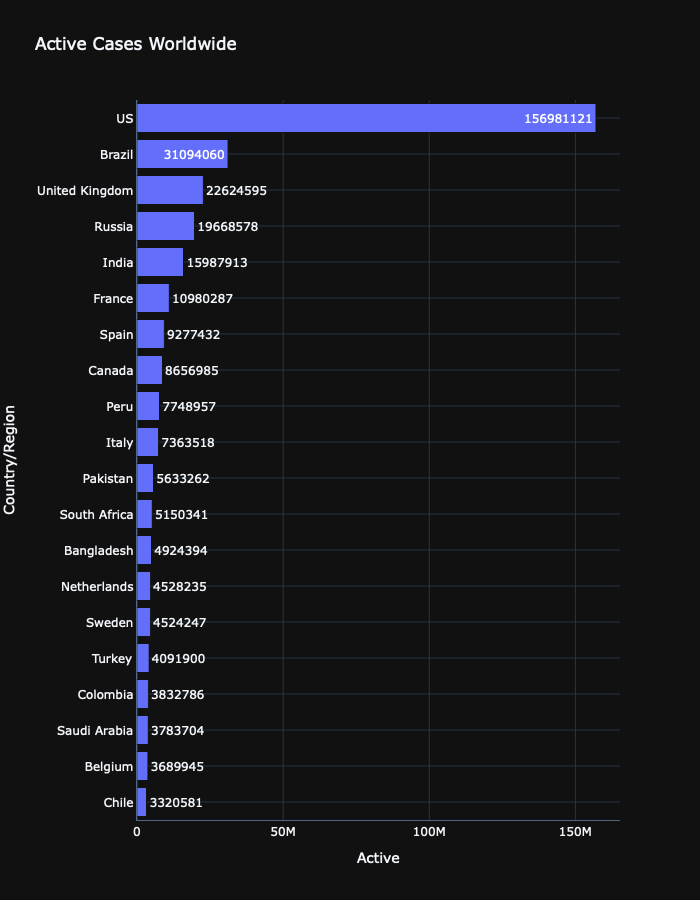 Active Cases Worldwide
US 156981121
Brazil 31094060
United Kingdom 22624595
Russia 19668578
India 15987913
France 10980287
Spain 9277432
Canada 8656985
Peru 7748957
Italy 7363518
Pakistan 5633262
South Africa 5150341
Bangladesh 4924394
Netherlands 4528235
Sweden 4524247
Turkey 4091900
Colombia 3832786
Saudi Arabia 3783704
Belgium 3689945
Chile 3320581
0 50M 100M 150M
Active
Country/Region